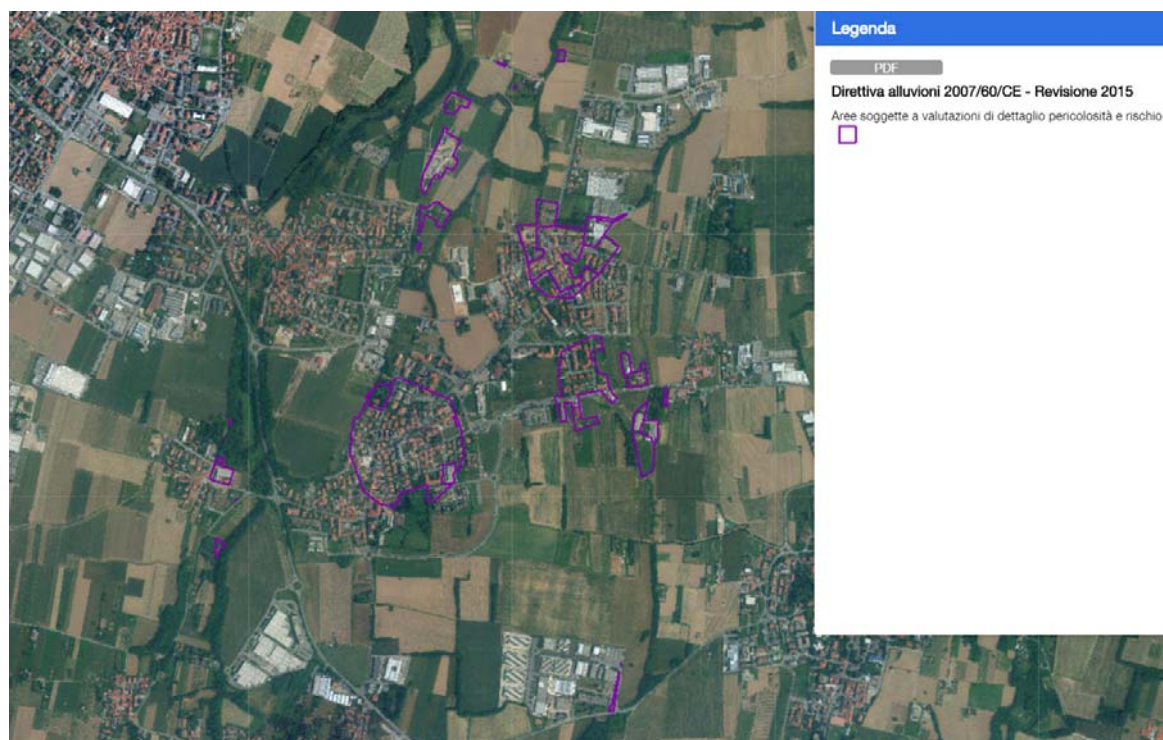 Legenda
PDF
Direttiva alluvioni 2007/60/CE - Revisione 2015
Aree soggette a valutazioni di dettaglio pericolosità e rischio